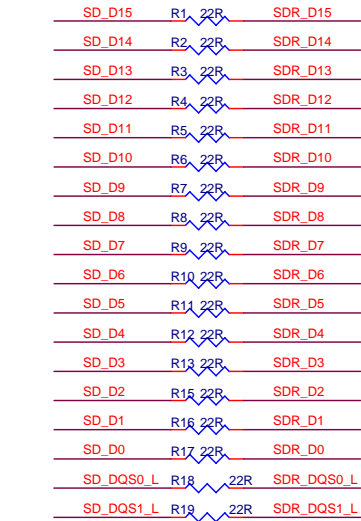 SD_D15 R1 22R SDR_D15
SD_D14 R2 22R SDR_D14
SD_D13 R3 22R SDR_D13
SD_D12 R4 22R SDR_D12
SD_D11 R5 22R SDR_D11
SD_D10 R6 22R SDR_D10
SD_D9 R7 22R SDR_D9
SD_D8 R8 22R SDR_D8
SD_D7 R9 22R SDR_D7
SD_D6 R10 22R SDR_D6
SD_D5 R11 22R SDR_D5
SD_D4 R12 22R SDR_D4
SD_D3 R13 22R SDR_D3
SD_D2 R15 22R SDR_D2
SD_D1 R16 22R SDR_D1
SD_D0 R17 22R SDR_D0
SD_DQS0_L R18 22R SDR_DQS0_L
SD_DQS1_L R19 22R SDR_DQS1_L